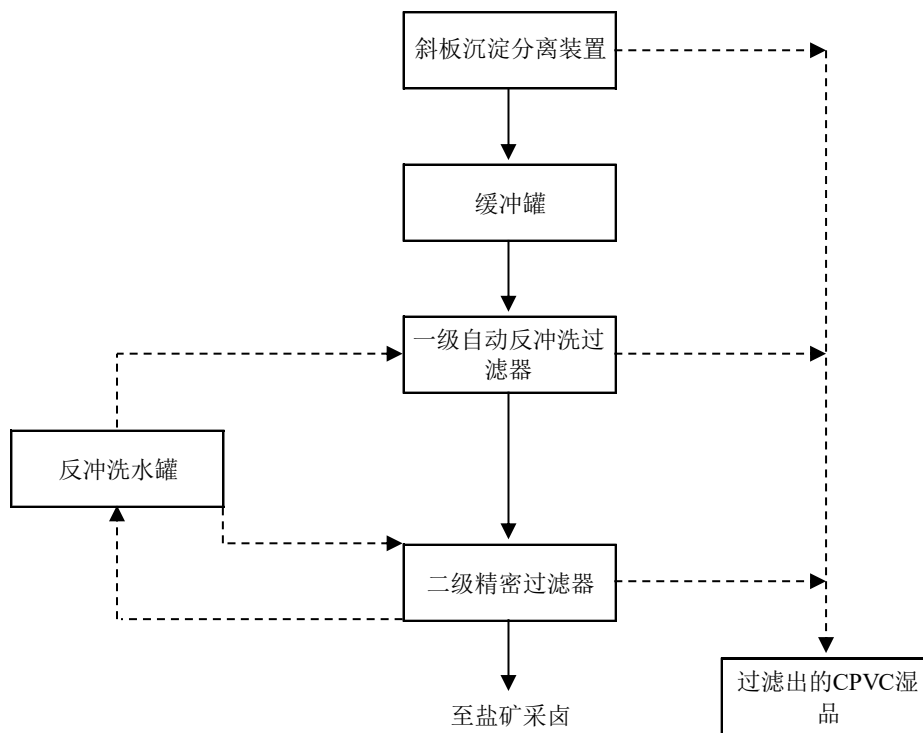 斜板沉淀分离装置
缓冲罐
一级自动反冲洗过
滤器
反冲洗水罐
二级精密过滤器
过滤出的CPVC湿
品
至盐矿采卤